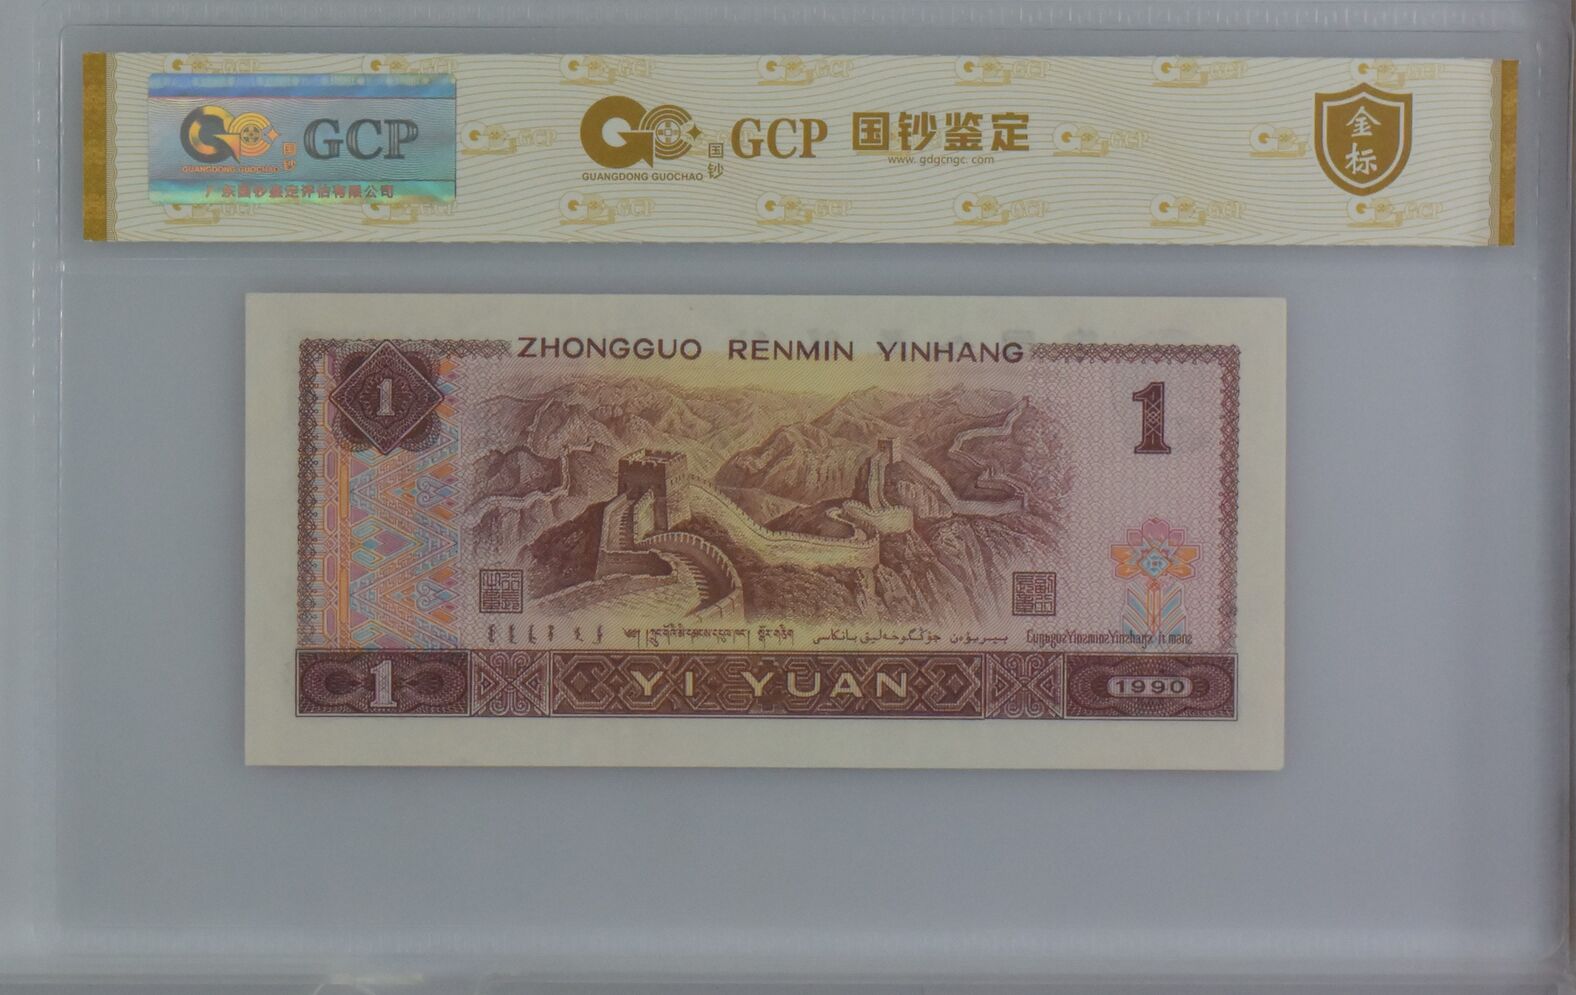 GCP
国钞
GUANGDONG GUOCHAO
广东国钞鉴定评估有限公司
GCP 国钞鉴定
国钞
www.gdgcngc.com
GUANGDONG GUOCHAO
金标
ZHONGGUO RENMIN YINHANG
1
1
1
YI YUAN
1990